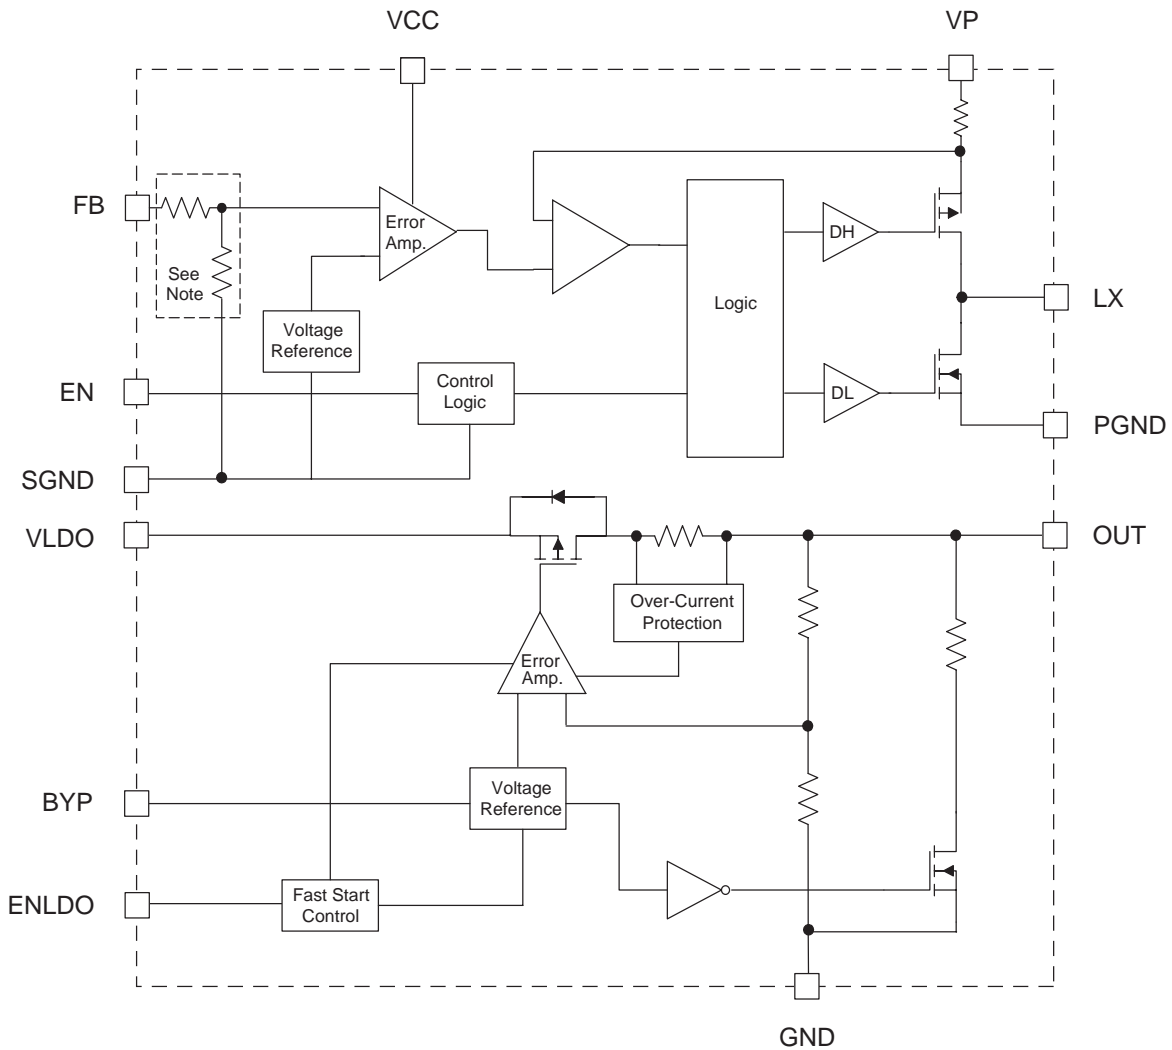 VCC
VP
FB
Error
Amp.
DH
See
Note
LX
Logic
Voltage
Reference
EN
Control
Logic
DL
PGND
SGND
VLDO
OUT
Over-Current
Protection
Error
Amp.
BYP
Voltage
Reference
ENLDO
Fast Start
Control
GND